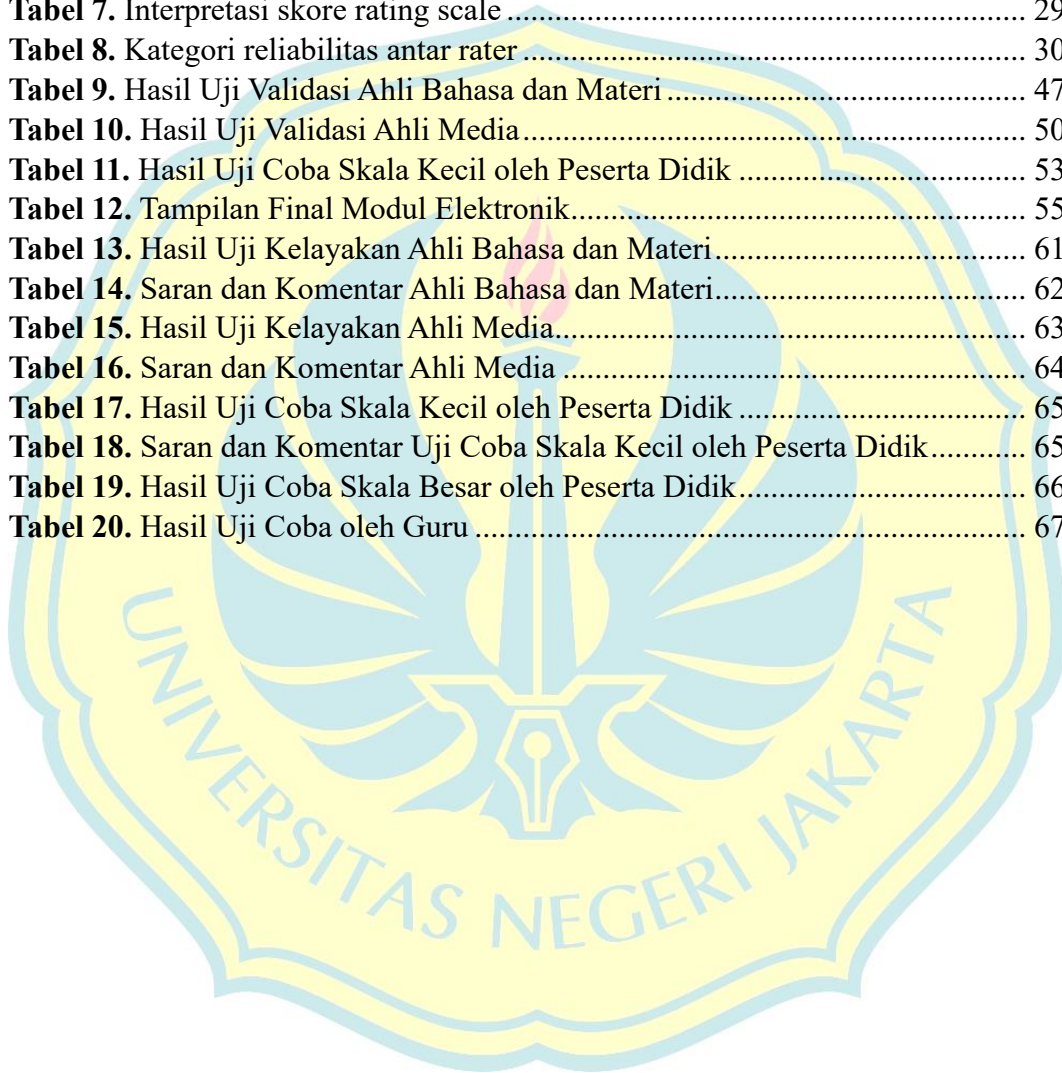 Tabel 7. Interpretasi skore rating scale ........ 29
Tabel 8. Kategori reliabilitas antar rater ........ 30
Tabel 9. Hasil Uji Validasi Ahli Bahasa dan Materi ........ 47
Tabel 10. Hasil Uji Validasi Ahli Media ........ 50
Tabel 11. Hasil Uji Coba Skala Kecil oleh Peserta Didik ........ 53
Tabel 12. Tampilan Final Modul Elektronik ........ 55
Tabel 13. Hasil Uji Kelayakan Ahli Bahasa dan Materi ........ 61
Tabel 14. Saran dan Komentar Ahli Bahasa dan Materi ........ 62
Tabel 15. Hasil Uji Kelayakan Ahli Media ........ 63
Tabel 16. Saran dan Komentar Ahli Media ........ 64
Tabel 17. Hasil Uji Coba Skala Kecil oleh Peserta Didik ........ 65
Tabel 18. Saran dan Komentar Uji Coba Skala Kecil oleh Peserta Didik ........ 65
Tabel 19. Hasil Uji Coba Skala Besar oleh Peserta Didik ........ 66
Tabel 20. Hasil Uji Coba oleh Guru ........ 67
UNIVERSITAS NEGERI JAKARTA